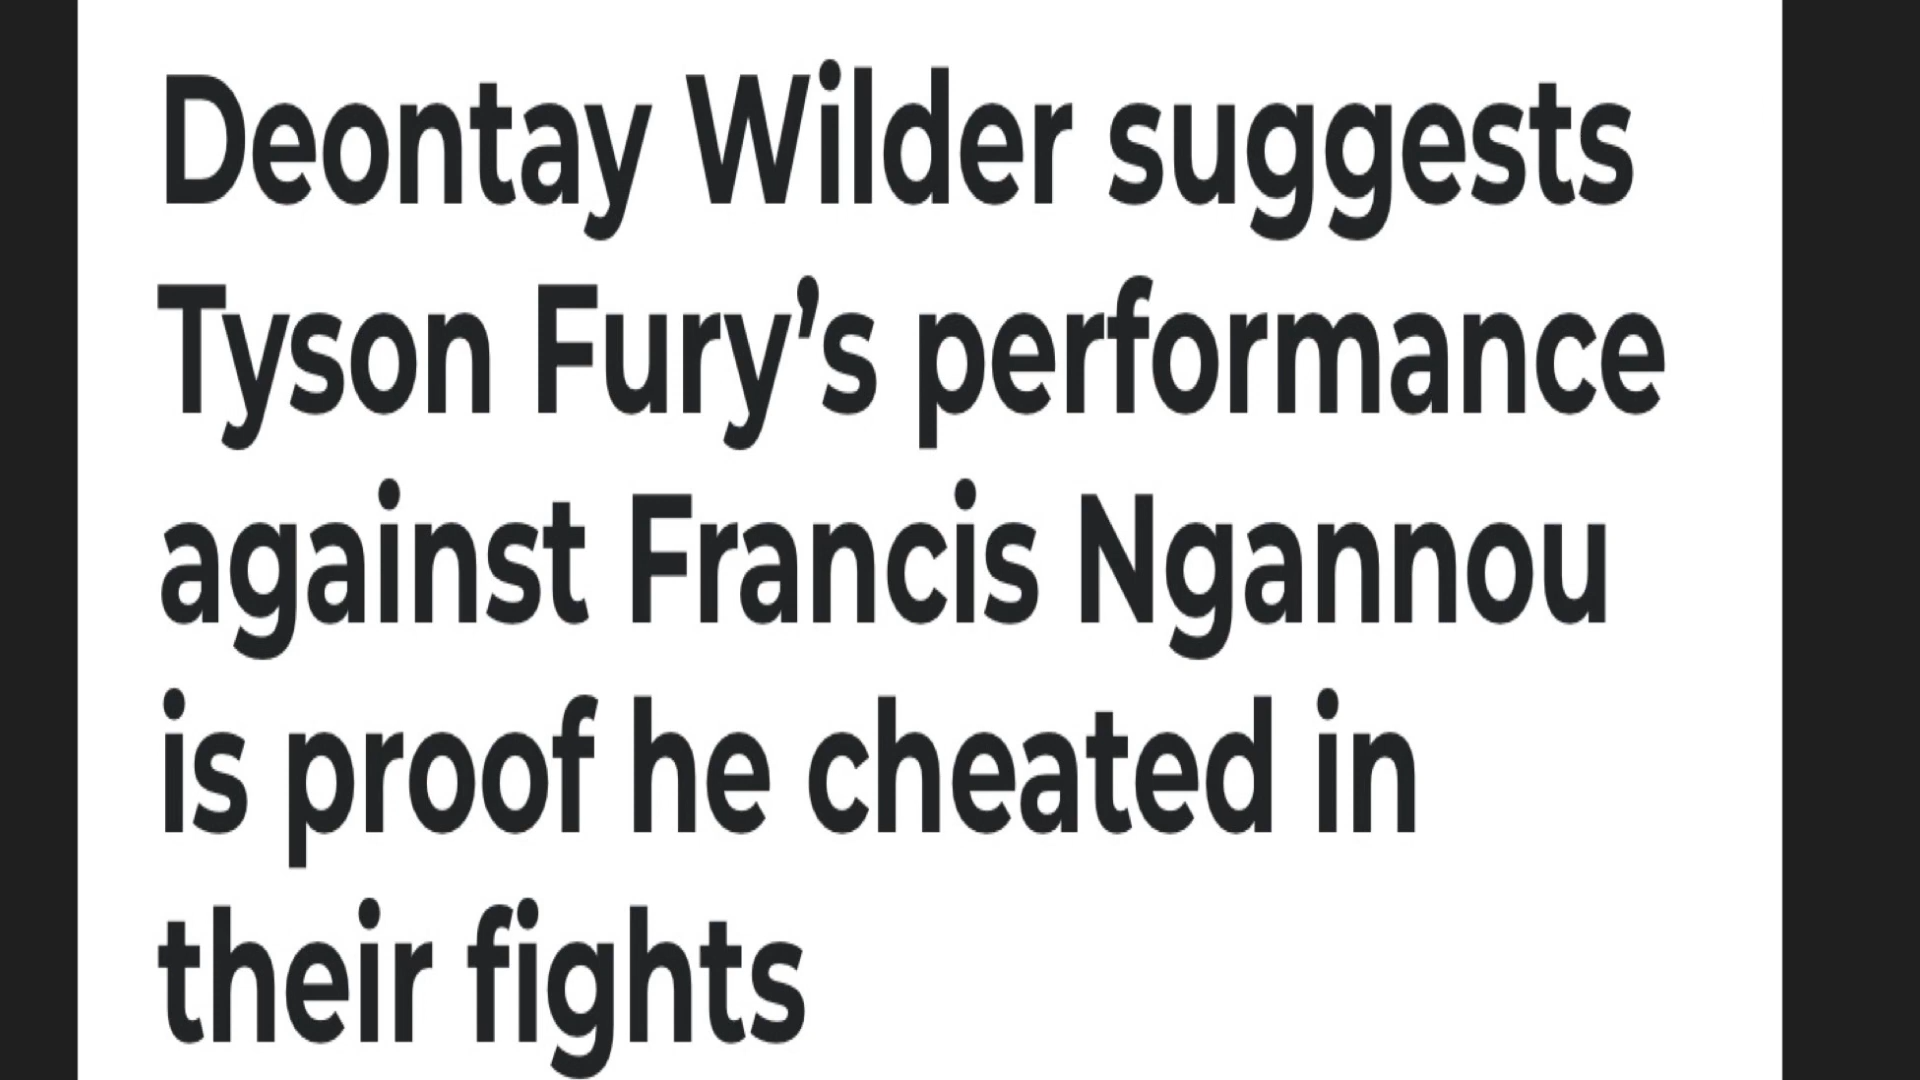 Deontay Wilder suggests
Tyson Fury’s performance
against Francis Ngannou
is proof he cheated in
their fights